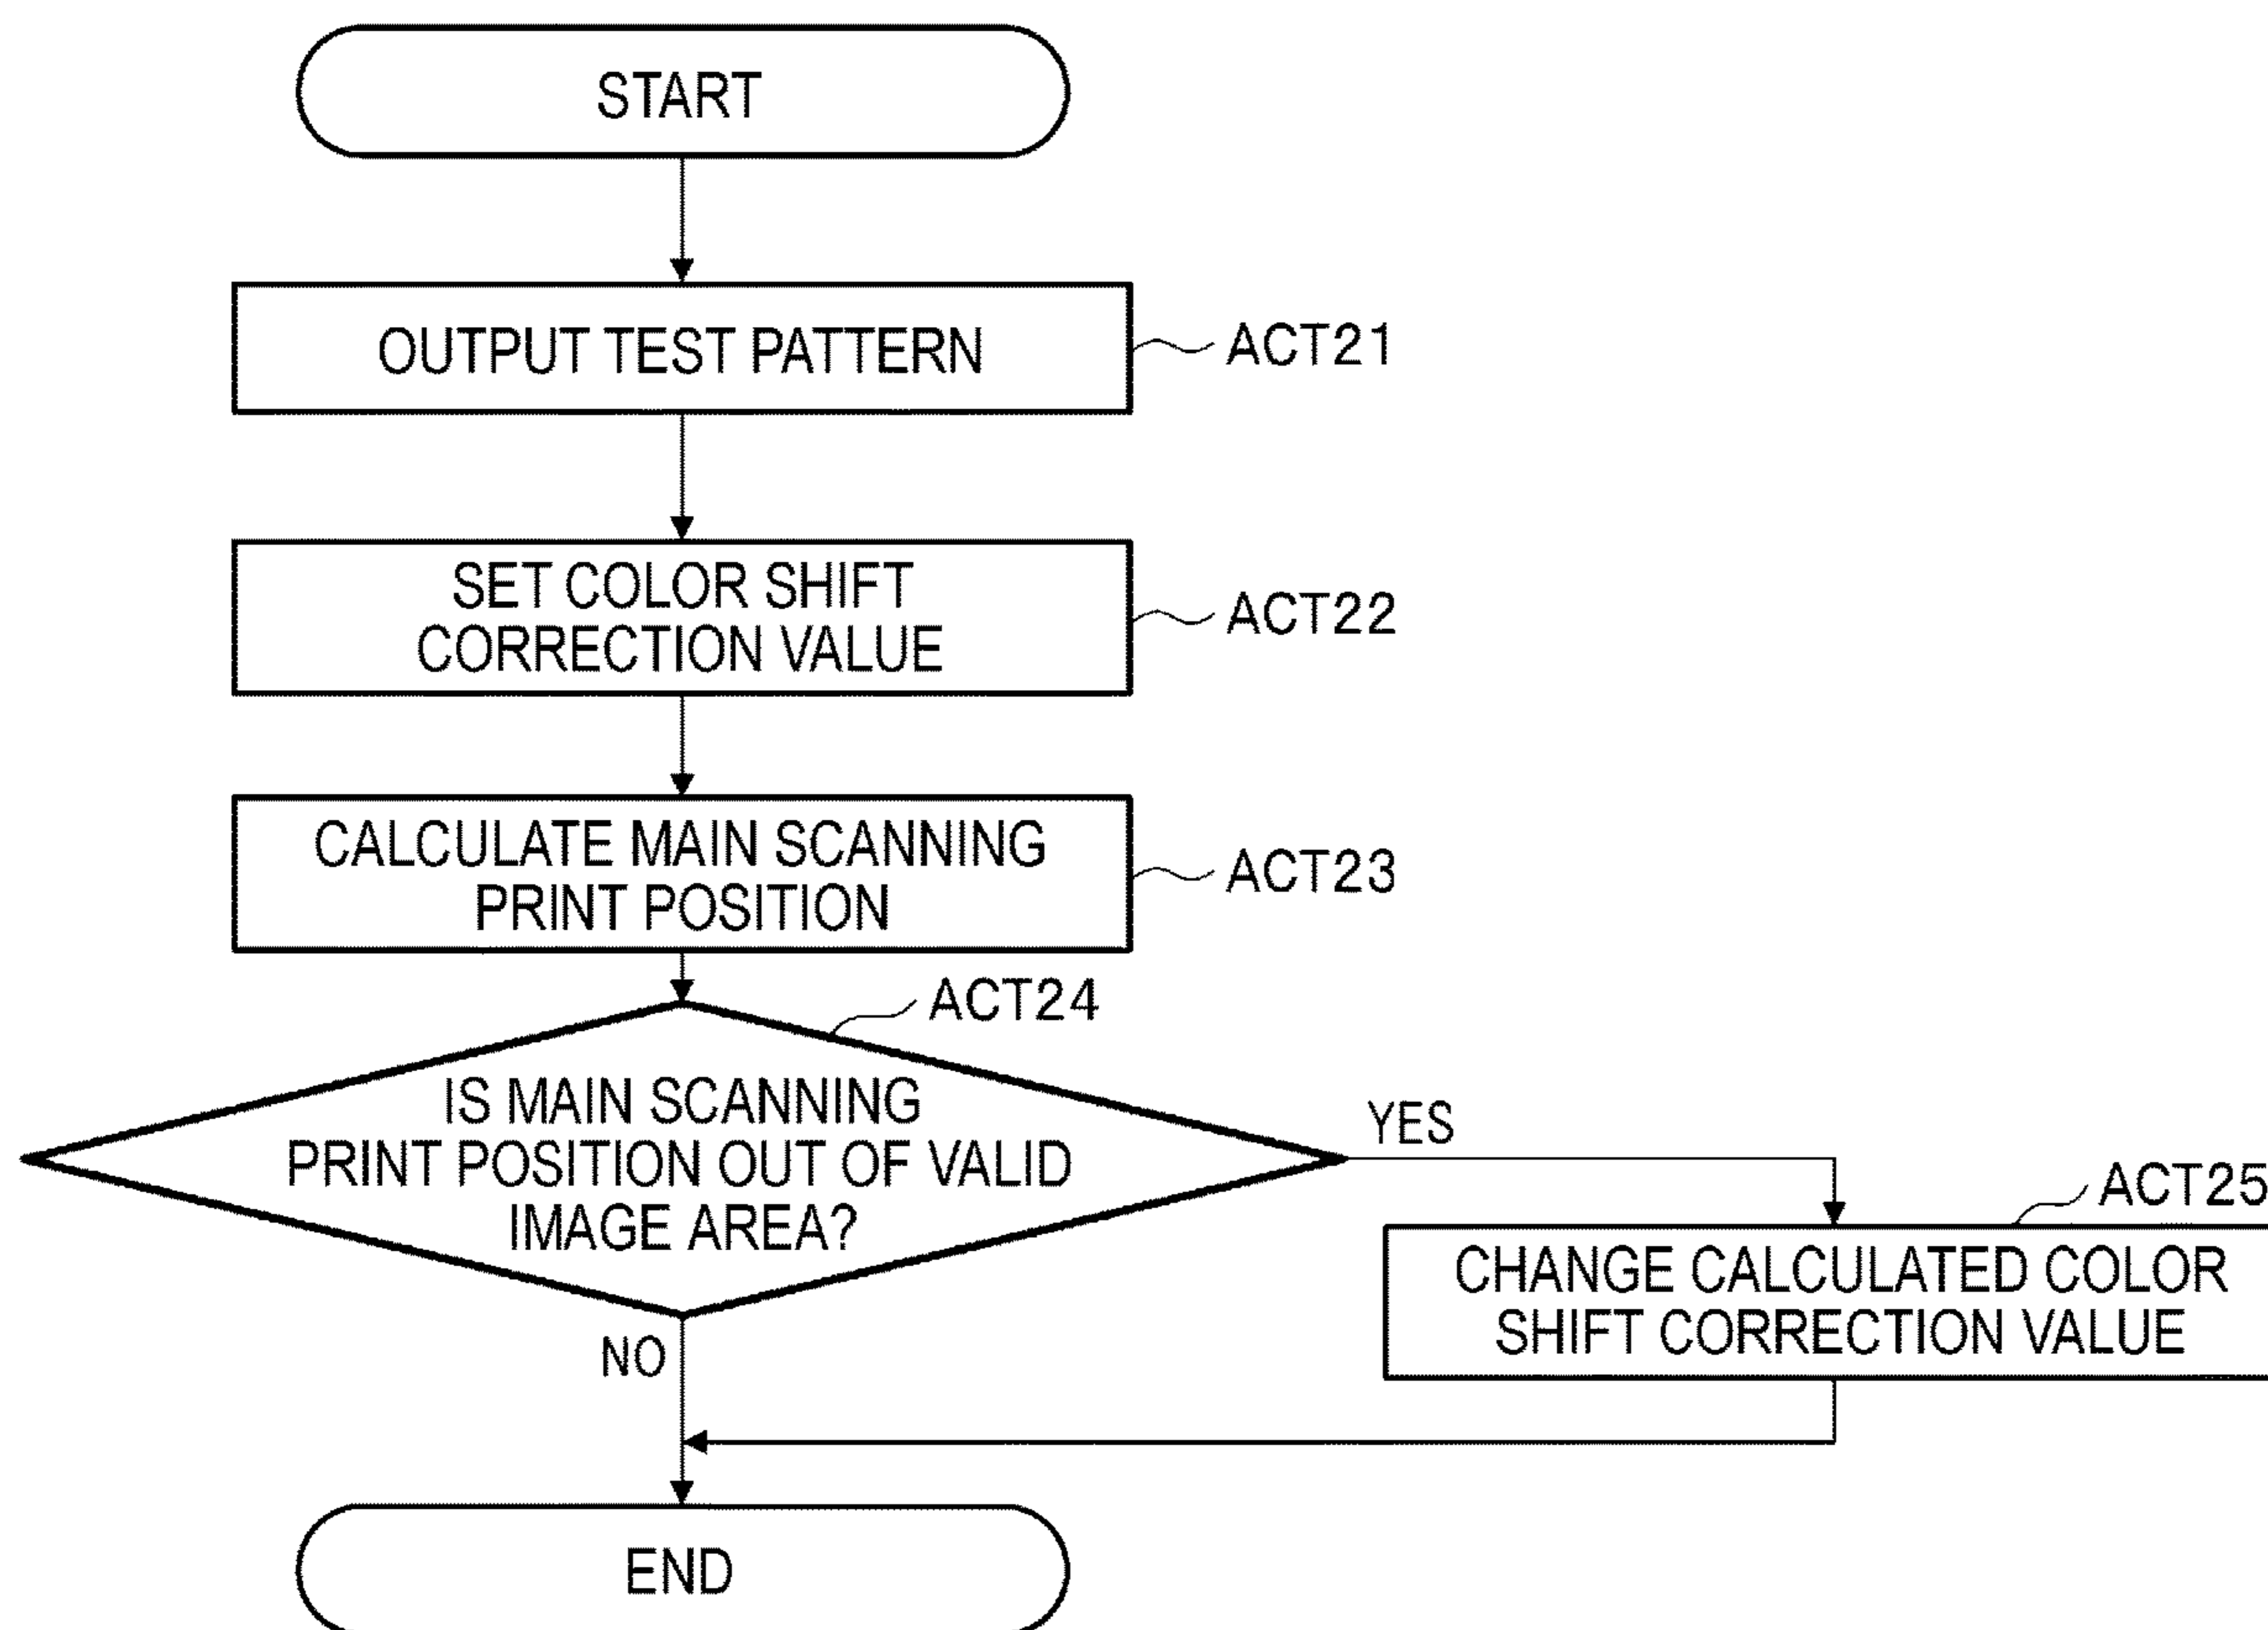 START
OUTPUT TEST PATTERN
ACT21
SET COLOR SHIFT
CORRECTION VALUE
ACT22
CALCULATE MAIN SCANNING
PRINT POSITION
ACT23
ACT24
IS MAIN SCANNING
PRINT POSITION OUT OF VALID
IMAGE AREA?
YES
ACT25
CHANGE CALCULATED COLOR
SHIFT CORRECTION VALUE
NO
END